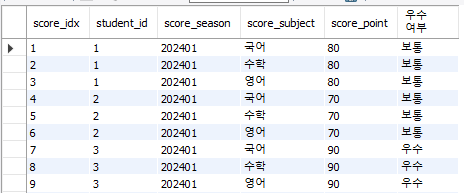 score_idx student_id score_season score_subject score_point 우수
여부
1 1 202401 국어 80 보통
2 1 202401 수학 80 보통
3 1 202401 영어 80 보통
4 2 202401 국어 70 보통
5 2 202401 수학 70 보통
6 2 202401 영어 70 보통
7 3 202401 국어 90 우수
8 3 202401 수학 90 우수
9 3 202401 영어 90 우수